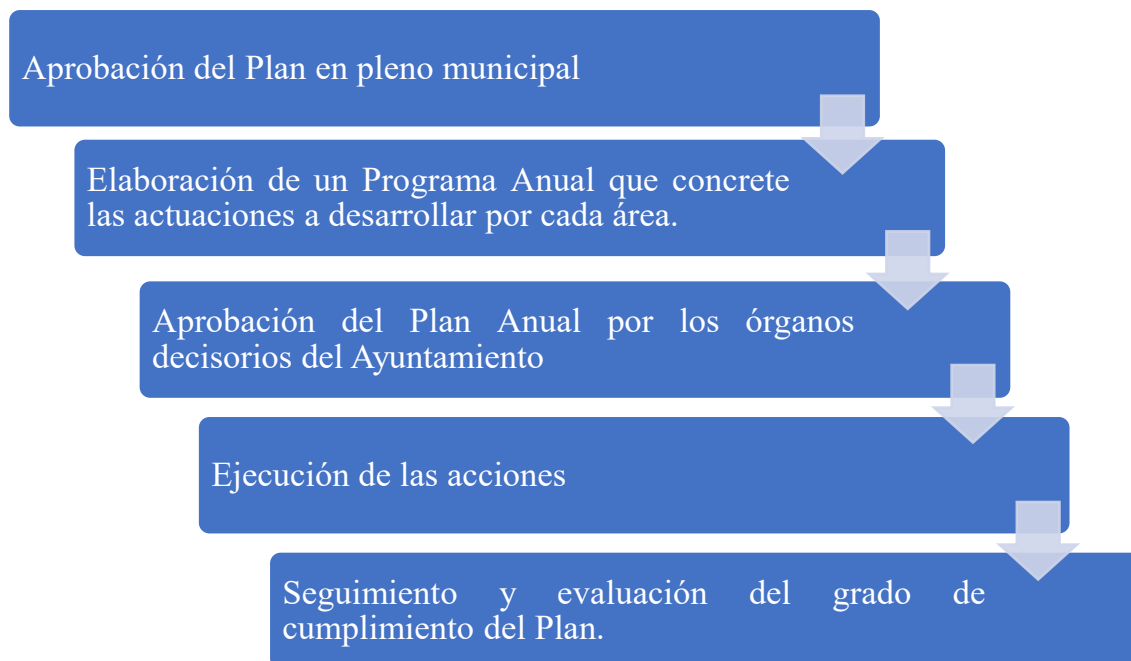 Aprobación del Plan en pleno municipal
Elaboración de un Programa Anual que concrete
las actuaciones a desarrollar por cada área.
Aprobación del Plan Anual por los órganos
decisorios del Ayuntamiento
Ejecución de las acciones
Seguimiento y evaluación del grado de
cumplimiento del Plan.